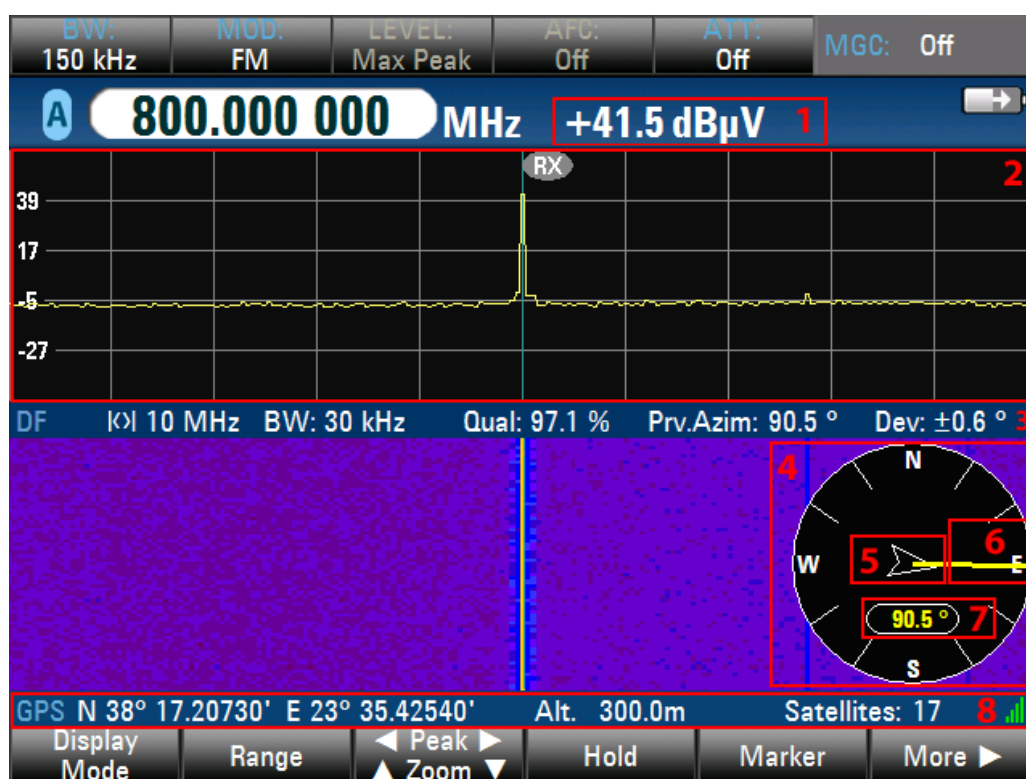 BW: MOD: LEVEL: AFC: ATT: MGC: Off
150 kHz FM Max Peak Off Off
A 800.000 000 MHz +41.5 dBµV 1
RX 2
39
17
-5
-27
DF 10 MHz BW: 30 kHz Qual: 97.1 % Prv.Azim: 90.5 ° Dev: ±0.6 ° 3
4 N
W 5 6 E
90.5 ° 7
S
GPS N 38° 17.20730' E 23° 35.42540' Alt. 300.0m Satellites: 17 8
Display Range ◄ Peak ► Hold Marker More ►
Mode ▲ Zoom ▼